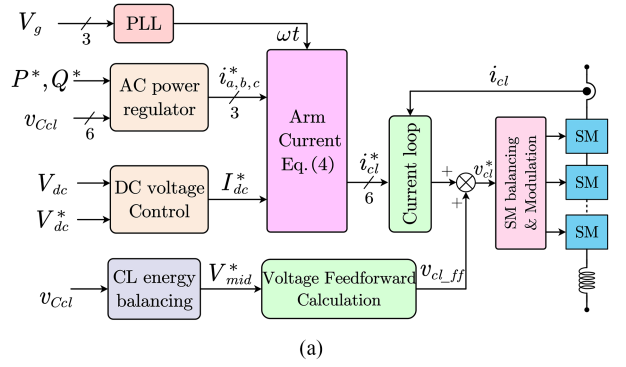 V_g
3
PLL
ωt
P*, Q*
v_{Ccl}
6
AC power
regulator
i*_{a,b,c}
3
Arm
Current
Eq.(4)
i_{cl}
i*_{cl}
6
Current loop
+
+
v*_{cl}
SM balancing
& Modulation
SM
SM
SM
V_{dc}
V*_{dc}
DC voltage
Control
I*_{dc}
v_{Ccl}
CL energy
balancing
V*_{mid}
Voltage Feedforward
Calculation
v_{cl_ff}
(a)